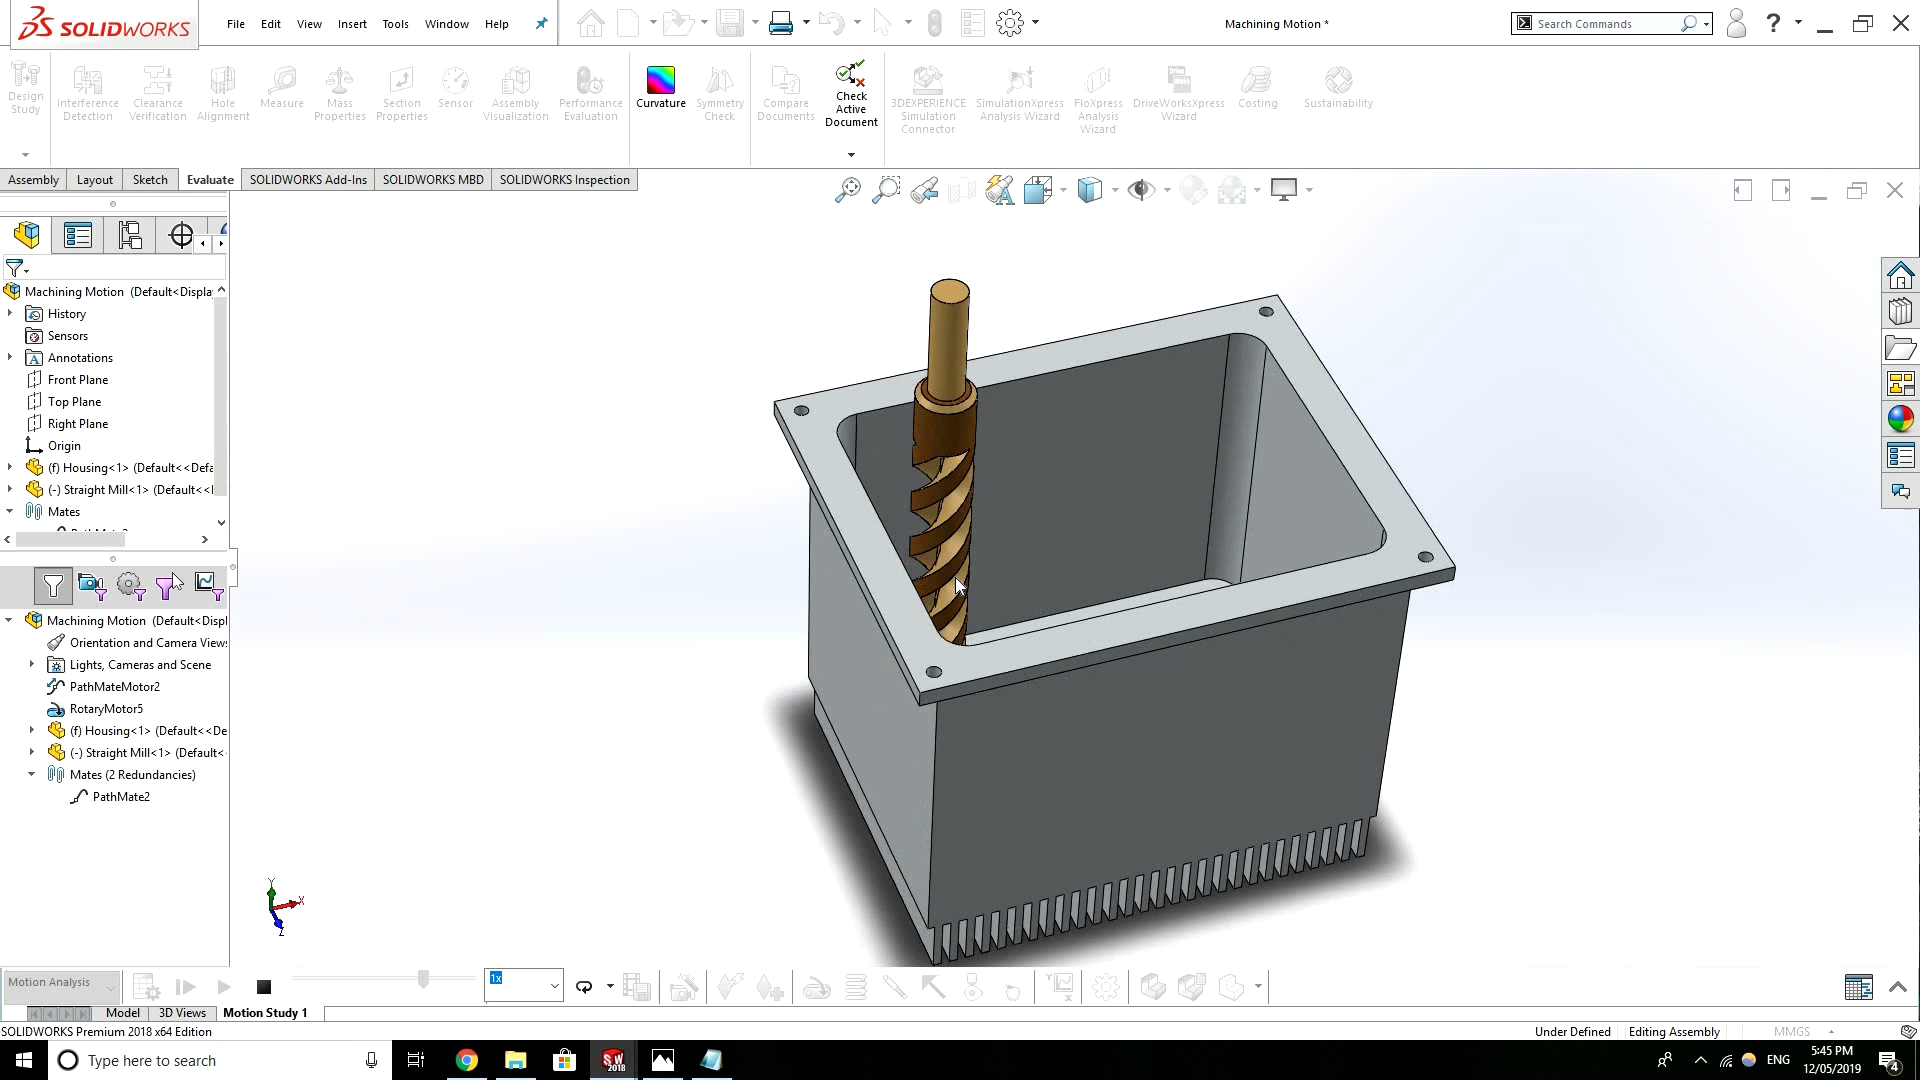 SOLIDWORKS
File Edit View Insert Tools Window Help
Machining Motion *
Search Commands
?
Design Study
Interference Detection
Clearance Verification
Hole Alignment
Measure
Mass Properties
Section Properties
Sensor
Assembly Visualization
Performance Evaluation
Curvature
Symmetry Check
Compare Documents
Check Active Document
3DEXPERIENCE Simulation Connector
SimulationXpress Analysis Wizard
FloXpress Analysis Wizard
DriveWorksXpress Wizard
Costing
Sustainability
Assembly Layout Sketch Evaluate SOLIDWORKS Add-Ins SOLIDWORKS MBD SOLIDWORKS Inspection
Machining Motion (Default<Displa
History
Sensors
Annotations
Front Plane
Top Plane
Right Plane
Origin
(f) Housing<1> (Default<<Defa
(-) Straight Mill<1> (Default<<
Mates
Machining Motion (Default<Displ
Orientation and Camera Views
Lights, Cameras and Scene
PathMateMotor2
RotaryMotor5
(f) Housing<1> (Default<<De
(-) Straight Mill<1> (Default<
Mates (2 Redundancies)
PathMate2
Y
X
Z
Motion Analysis
1x
Model 3D Views Motion Study 1
SOLIDWORKS Premium 2018 x64 Edition
Under Defined Editing Assembly MMGS
Type here to search
SW 2018
ENG
5:45 PM
12/05/2019
4